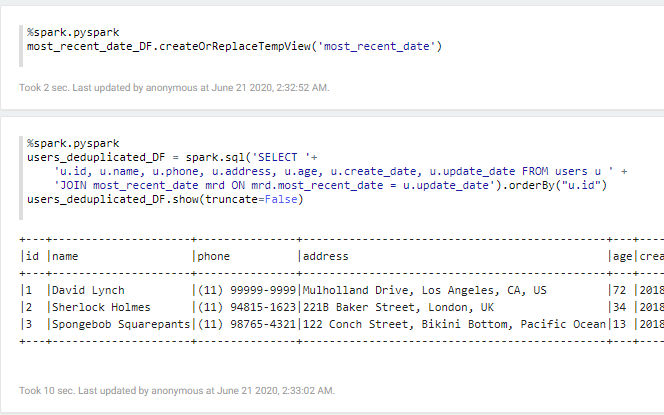 %spark.pyspark
most_recent_date_DF.createOrReplaceTempView('most_recent_date')
Took 2 sec. Last updated by anonymous at June 21 2020, 2:32:52 AM.
%spark.pyspark
users_deduplicated_DF = spark.sql('SELECT '+
    'u.id, u.name, u.phone, u.address, u.age, u.create_date, u.update_date FROM users u ' +
    'JOIN most_recent_date mrd ON mrd.most_recent_date = u.update_date').orderBy("u.id")
users_deduplicated_DF.show(truncate=False)
+---+-------------------+---------------+----------------------------------------------+---+----
|id |name               |phone          |address                                       |age|crea
+---+-------------------+---------------+----------------------------------------------+---+----
|1  |David Lynch        |(11) 99999-9999|Mulholland Drive, Los Angeles, CA, US         |72 |2018
|2  |Sherlock Holmes    |(11) 94815-1623|221B Baker Street, London, UK                 |34 |2018
|3  |Spongebob Squarepants|(11) 98765-4321|122 Conch Street, Bikini Bottom, Pacific Ocean|13 |2018
+---+-------------------+---------------+----------------------------------------------+---+----
Took 10 sec. Last updated by anonymous at June 21 2020, 2:33:02 AM.